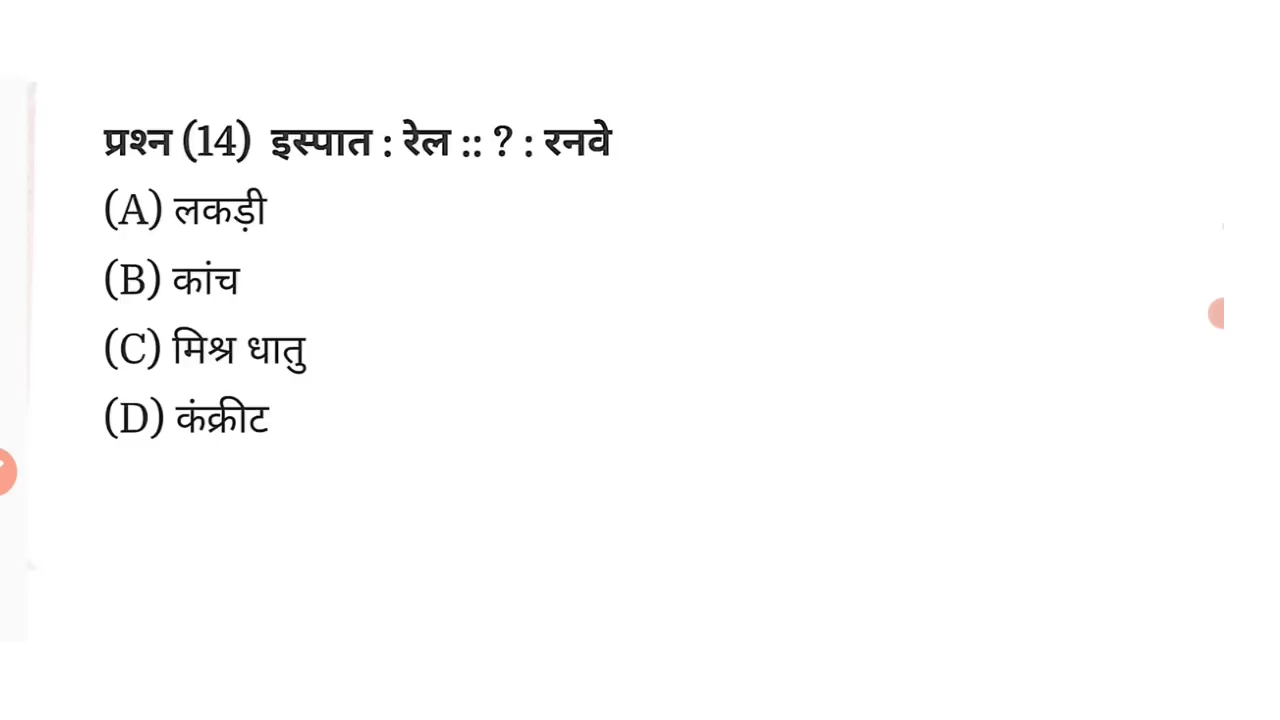 प्रश्न (14) इस्पात : रेल :: ? : रनवे
(A) लकड़ी
(B) कांच
(C) मिश्र धातु
(D) कंक्रीट